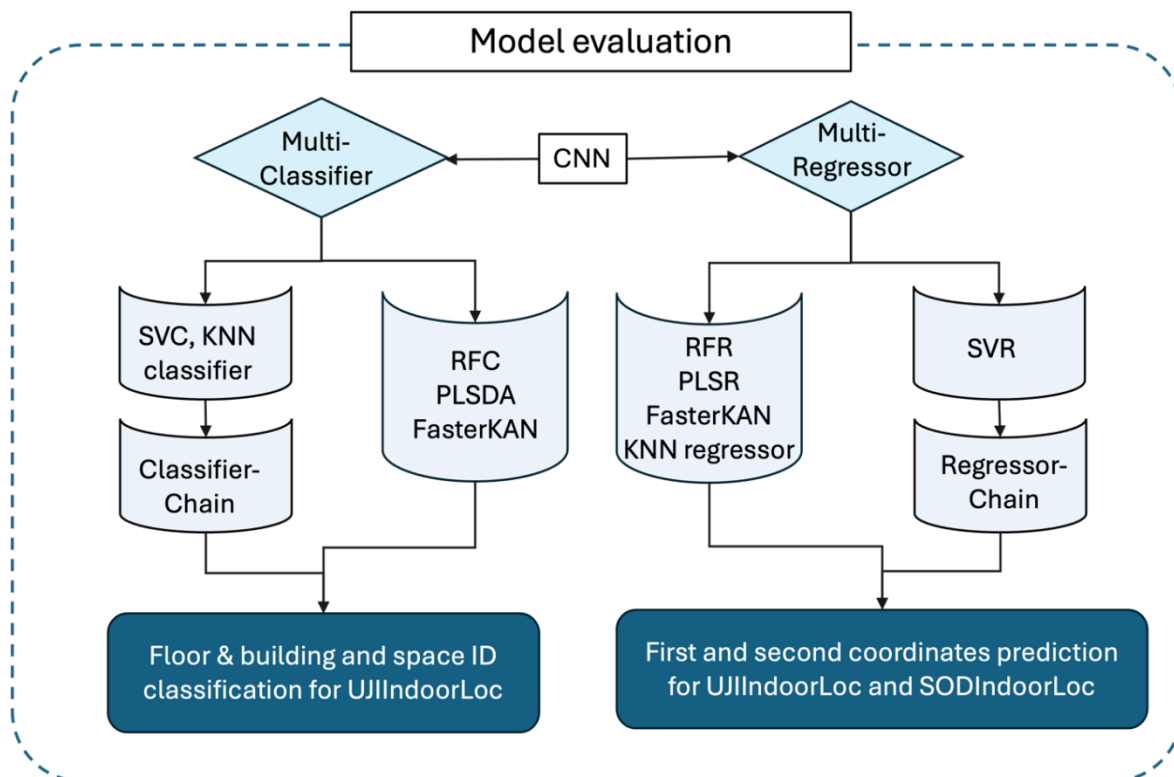 Model evaluation
Multi-
Classifier
CNN
Multi-
Regressor
SVC, KNN
classifier
RFC
PLSDA
FasterKAN
RFR
PLSR
FasterKAN
KNN regressor
SVR
Classifier-
Chain
Regressor-
Chain
Floor & building and space ID
classification for UJIIndoorLoc
First and second coordinates prediction
for UJIIndoorLoc and SODIndoorLoc